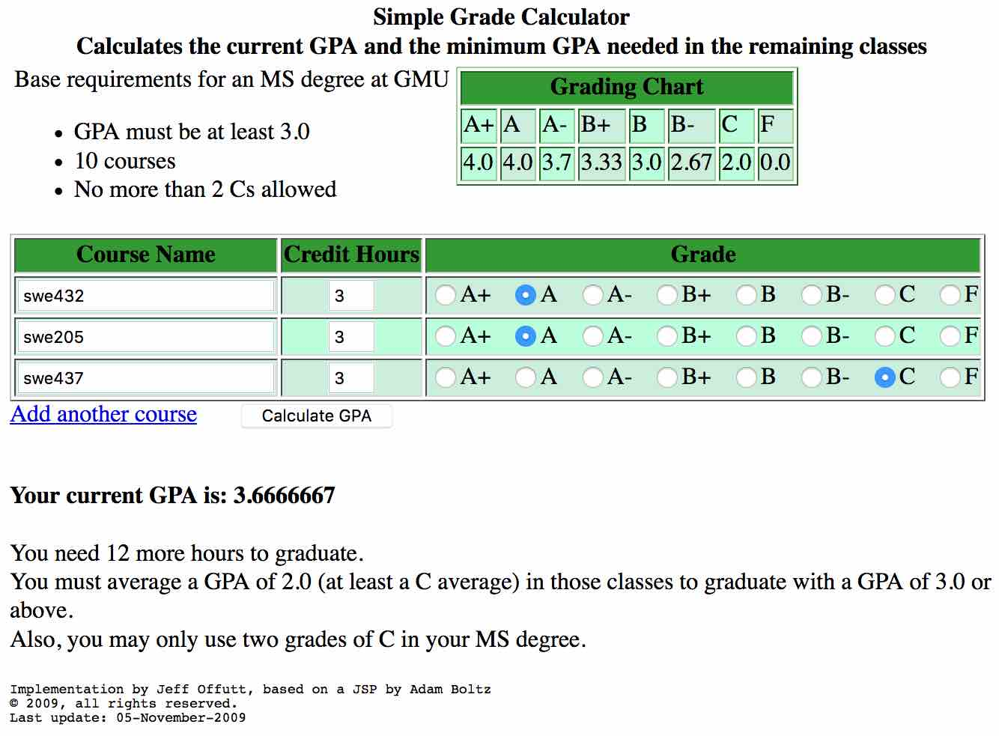 Simple Grade Calculator
Calculates the current GPA and the minimum GPA needed in the remaining classes
Base requirements for an MS degree at GMU
• GPA must be at least 3.0
• 10 courses
• No more than 2 Cs allowed
Grading Chart
A+ A A- B+ B B- C F
4.0 4.0 3.7 3.33 3.0 2.67 2.0 0.0
Course Name Credit Hours Grade
swe432 3 A+ A A- B+ B B- C F
swe205 3 A+ A A- B+ B B- C F
swe437 3 A+ A A- B+ B B- C F
Add another course Calculate GPA
Your current GPA is: 3.6666667
You need 12 more hours to graduate.
You must average a GPA of 2.0 (at least a C average) in those classes to graduate with a GPA of 3.0 or
above.
Also, you may only use two grades of C in your MS degree.
Implementation by Jeff Offutt, based on a JSP by Adam Boltz
© 2009, all rights reserved.
Last update: 05-November-2009